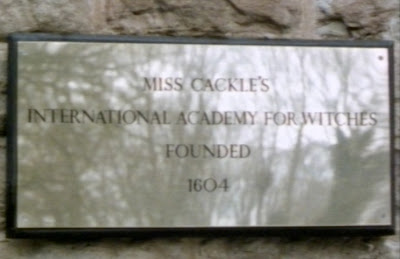 MISS CACKLE'S
INTERNATIONAL ACADEMY FOR WITCHES
FOUNDED
1604